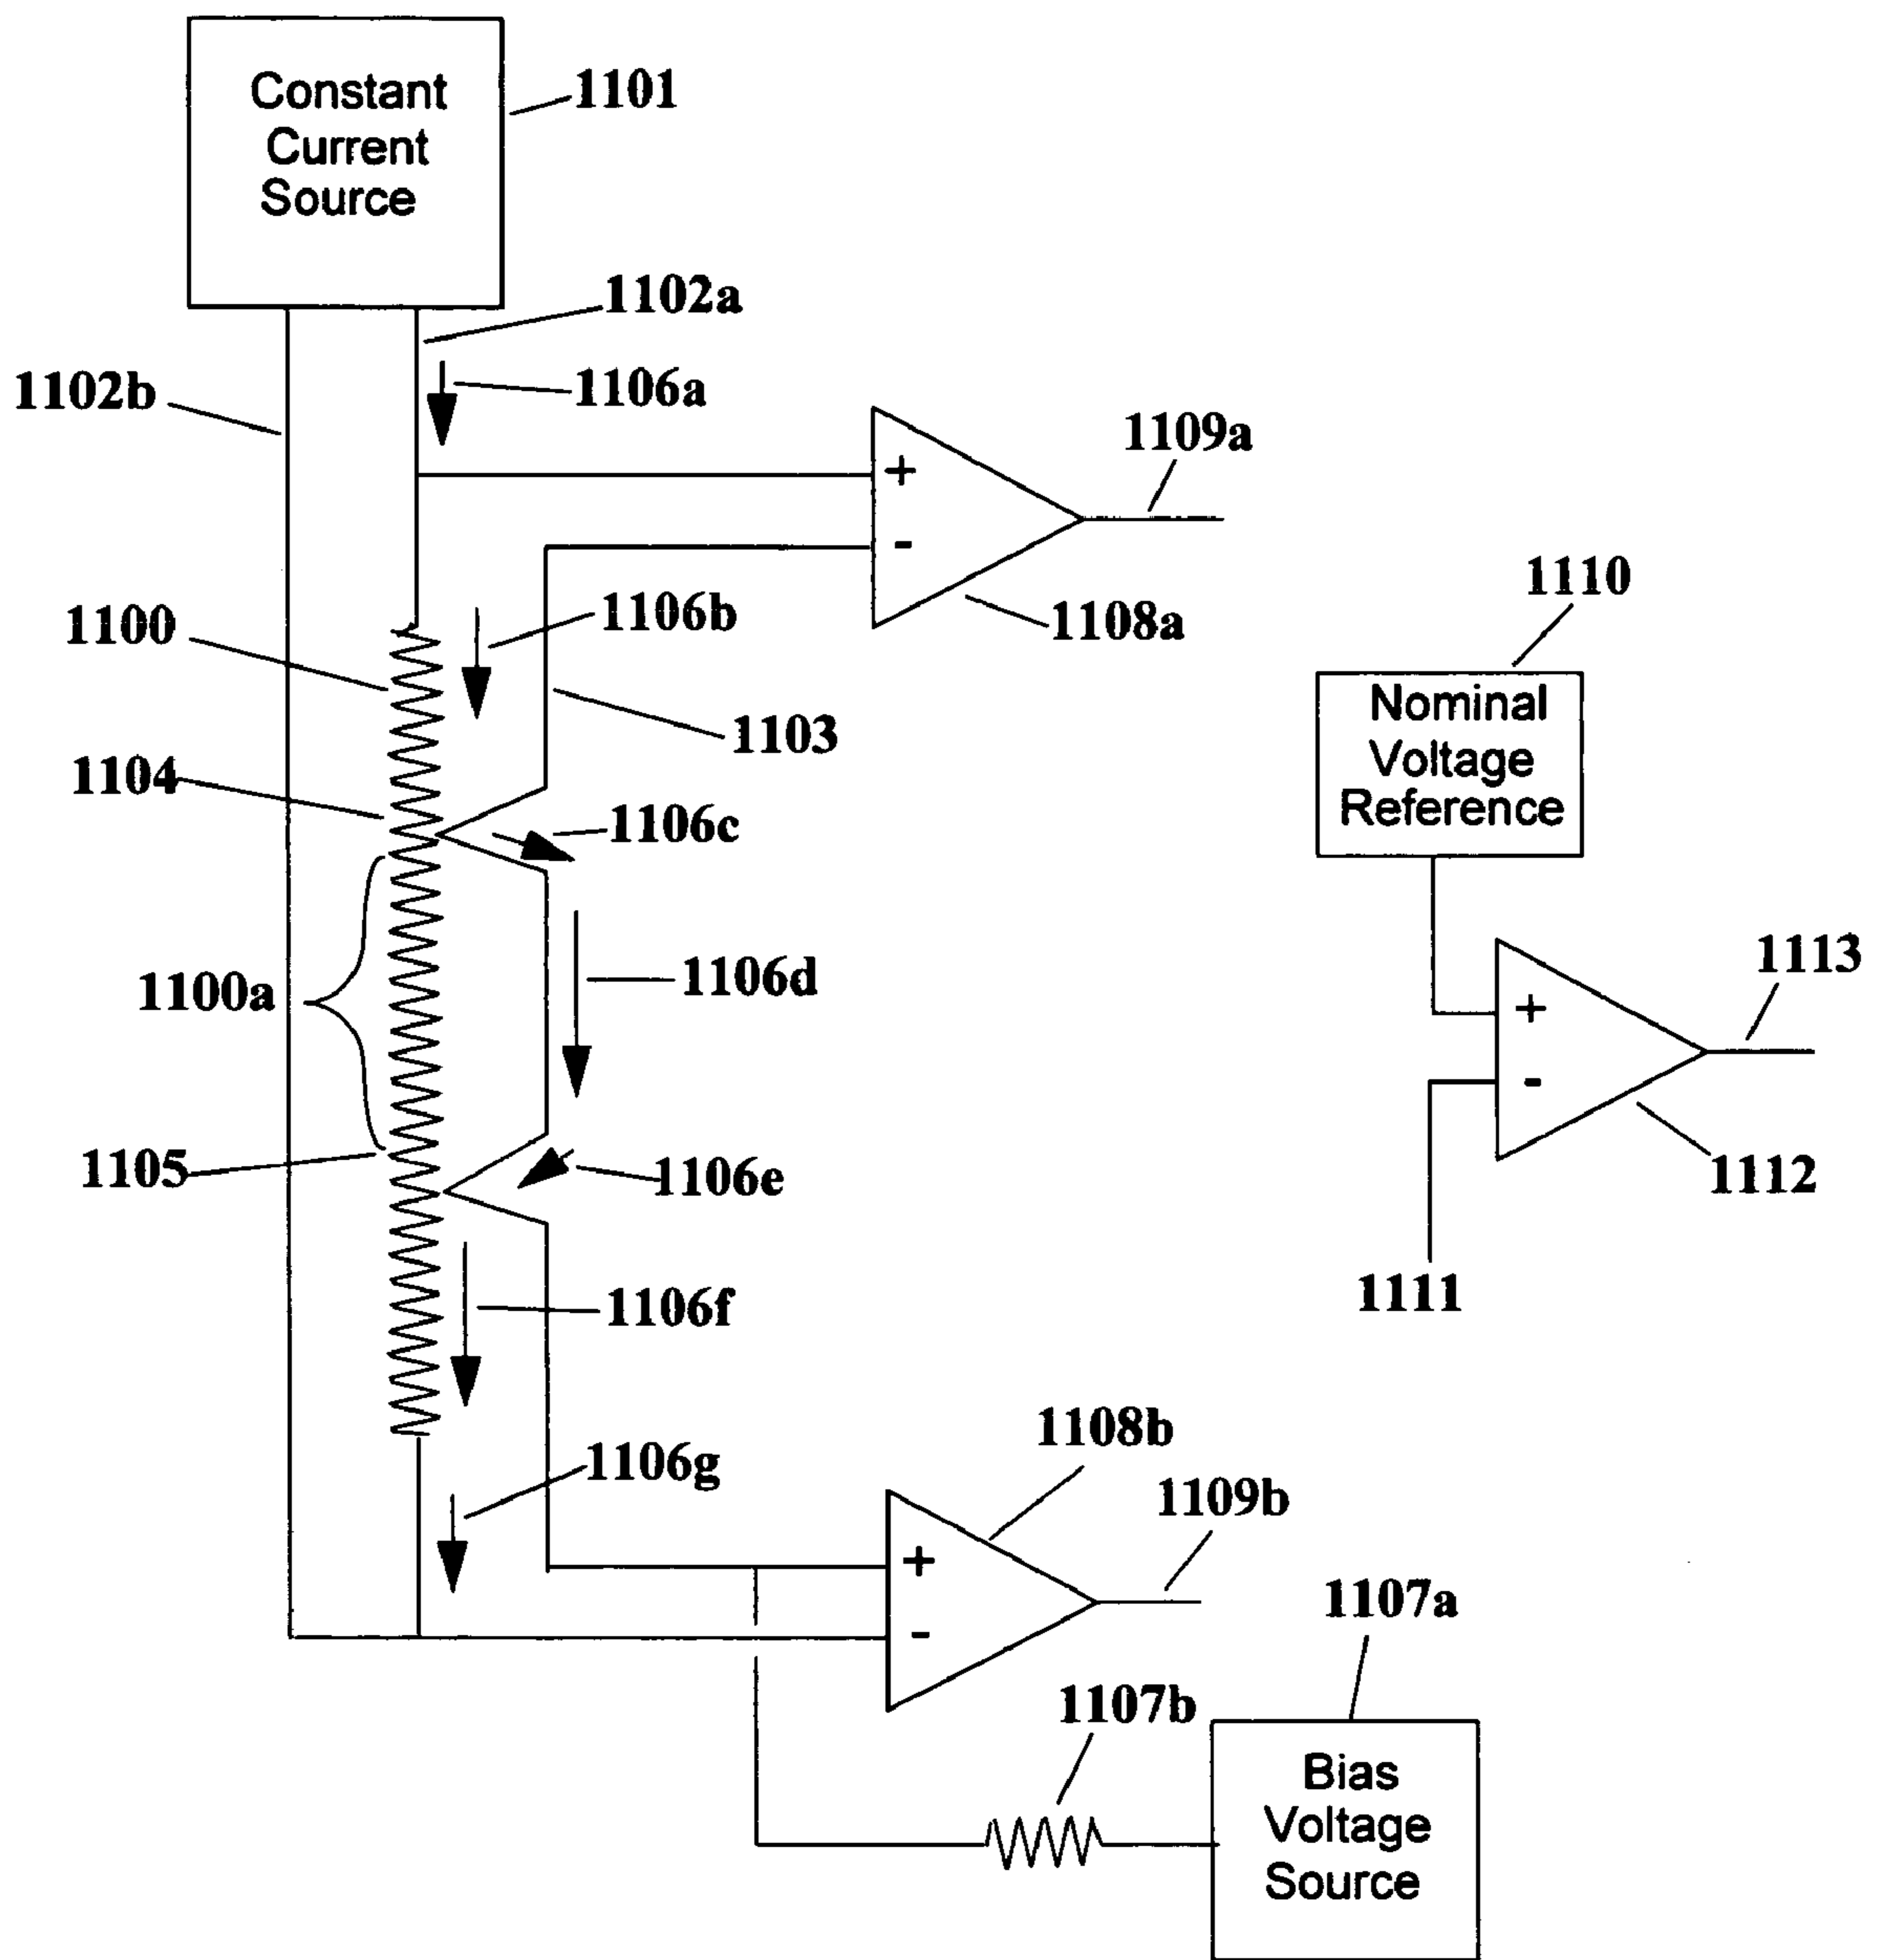 Constant
Current
Source
1101
1102a
1102b
1106a
1109a
+
-
1108a
1110
1100
1106b
1103
Nominal
Voltage
Reference
1104
1106c
1100a
1106d
1113
+
-
1105
1106e
1112
1111
1106f
1108b
1106g
1109b
+
-
1107a
1107b
Bias
Voltage
Source